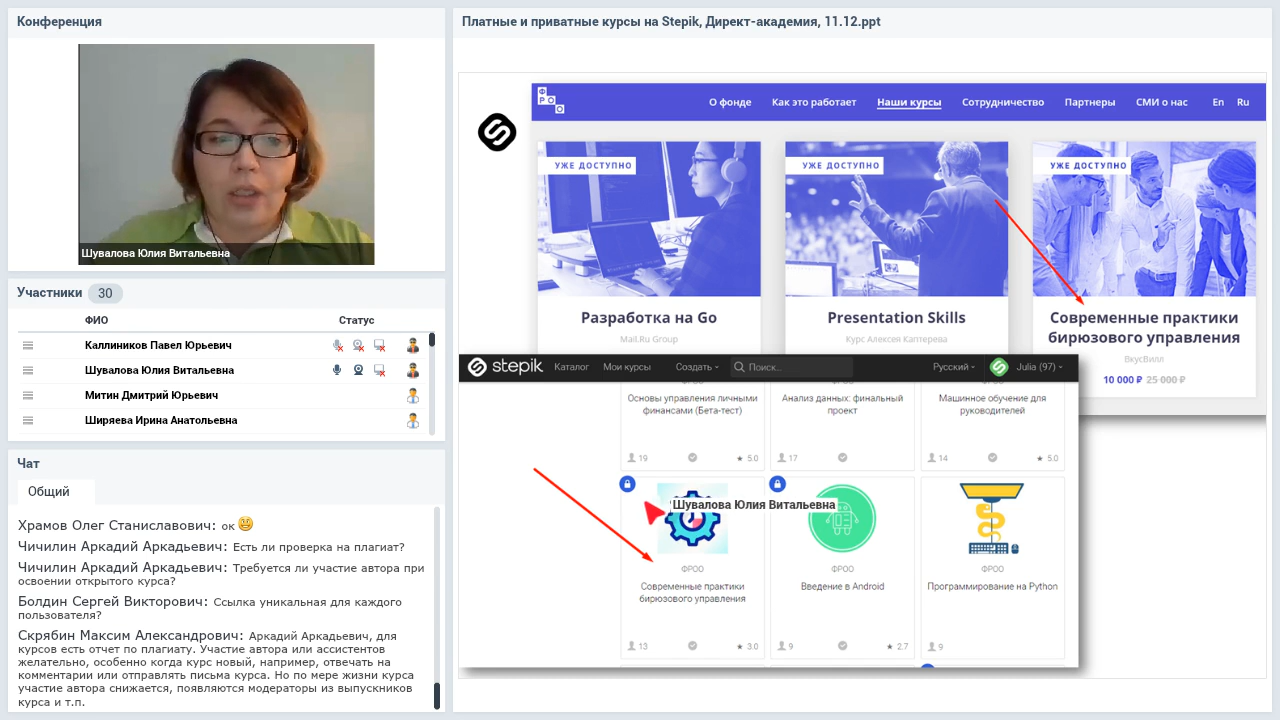 Конференция
Шувалова Юлия Витальевна
Участники 30
ФИО Статус
Каллиников Павел Юрьевич
Шувалова Юлия Витальевна
Митин Дмитрий Юрьевич
Ширяева Ирина Анатольевна
Чат
Общий
Храмов Олег Станиславович: ок
Чичилин Аркадий Аркадьевич: Есть ли проверка на плагиат?
Чичилин Аркадий Аркадьевич: Требуется ли участие автора при
освоении открытого курса?
Болдин Сергей Викторович: Ссылка уникальная для каждого
пользователя?
Скрябин Максим Александрович: Аркадий Аркадьевич, для
курсов есть отчет по плагиату. Участие автора или ассистентов
желательно, особенно когда курс новый, например, отвечать на
комментарии или отправлять письма курса. Но по мере жизни курса
участие автора снижается, появляются модераторы из выпускников
курса и т.п.
Платные и приватные курсы на Stepik, Директ-академия, 11.12.ppt
Ф
РОО
О фонде Как это работает Наши курсы Сотрудничество Партнеры СМИ о нас En Ru
УЖЕ ДОСТУПНО УЖЕ ДОСТУПНО УЖЕ ДОСТУПНО
Разработка на Go
Mail.Ru Group
Presentation Skills
Курс Алексея Каптерева
Современные практики
бирюзового управления
ВкусВилл
10 000 ₽ 25 000 ₽
stepik Каталог Мои курсы Создать Поиск... Русский Julia (97)
Основы управления личными
финансами (Бета-тест)
19 5.0
Анализ данных: финальный
проект
17
Машинное обучение для
руководителей
14 5.0
Шувалова Юлия Витальевна
ФРОО
Современные практики
бирюзового управления
13 3.0
ФРОО
Введение в Android
9 2.7
ФРОО
Программирование на Python
9